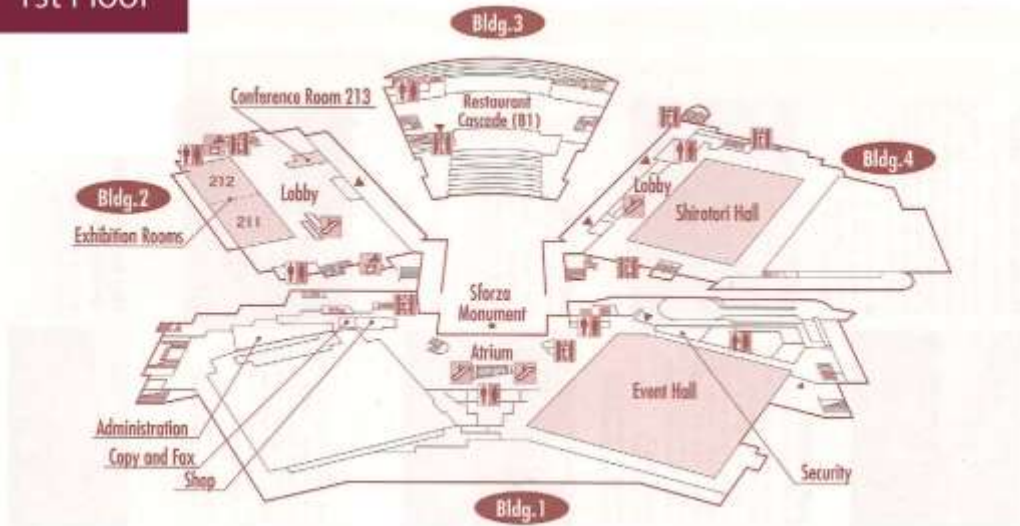 1st Floor
Bldg.3
Conference Room 213
Restaurant
Cascade (B1)
Bldg.4
Bldg.2
212
Lobby
211
Exhibition Rooms
Lobby
Shirotori Hall
Sforza
Monument
Atrium
Event Hall
Administration
Copy and Fax
Shop
Security
Bldg.1